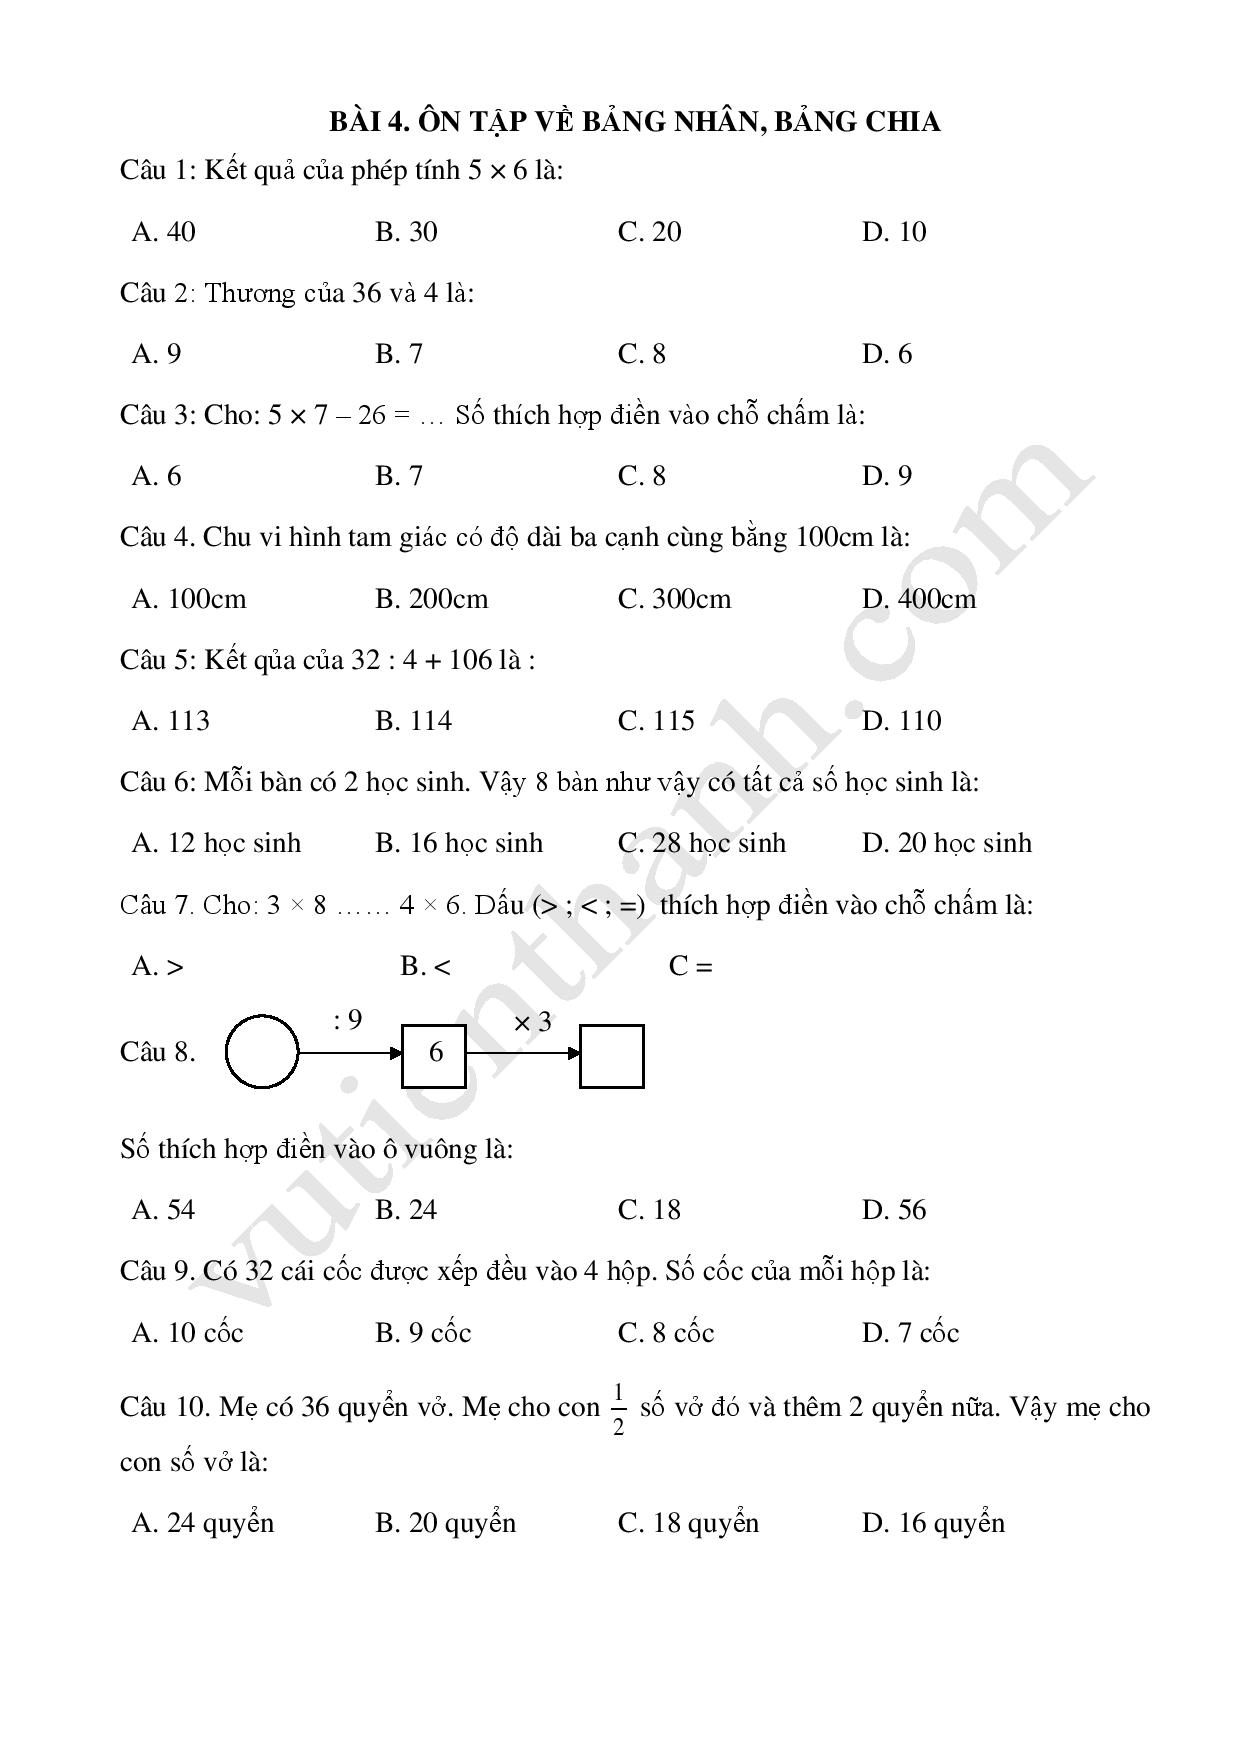 BÀI 4. ÔN TẬP VỀ BẢNG NHÂN, BẢNG CHIA
Câu 1: Kết quả của phép tính 5 × 6 là:
A. 40 B. 30 C. 20 D. 10
Câu 2: Thương của 36 và 4 là:
A. 9 B. 7 C. 8 D. 6
Câu 3: Cho: 5 × 7 – 26 = … Số thích hợp điền vào chỗ chấm là:
A. 6 B. 7 C. 8 D. 9
Câu 4. Chu vi hình tam giác có độ dài ba cạnh cùng bằng 100cm là:
A. 100cm B. 200cm C. 300cm D. 400cm
Câu 5: Kết qủa của 32 : 4 + 106 là :
A. 113 B. 114 C. 115 D. 110
Câu 6: Mỗi bàn có 2 học sinh. Vậy 8 bàn như vậy có tất cả số học sinh là:
A. 12 học sinh B. 16 học sinh C. 28 học sinh D. 20 học sinh
Câu 7. Cho: 3 × 8 …… 4 × 6. Dấu (> ; < ; =) thích hợp điền vào chỗ chấm là:
A. > B. < C =
: 9 × 3
Câu 8. 6
Số thích hợp điền vào ô vuông là:
A. 54 B. 24 C. 18 D. 56
Câu 9. Có 32 cái cốc được xếp đều vào 4 hộp. Số cốc của mỗi hộp là:
A. 10 cốc B. 9 cốc C. 8 cốc D. 7 cốc
Câu 10. Mẹ có 36 quyển vở. Mẹ cho con 1/2 số vở đó và thêm 2 quyển nữa. Vậy mẹ cho
con số vở là:
A. 24 quyển B. 20 quyển C. 18 quyển D. 16 quyển
vutienthanh.com